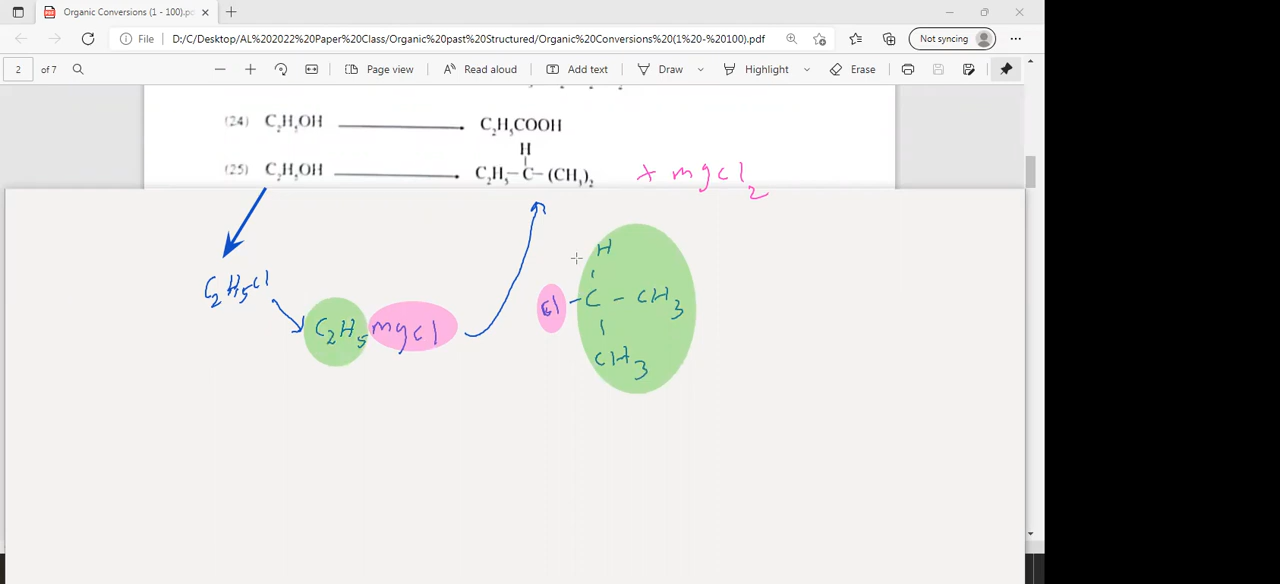 Organic Conversions (1 - 100).pc
File D:/C/Desktop/AL%202022%20Paper%20Class/Organic%20past%20Structured/Organic%20Conversions%20(1%20-%20100).pdf Not syncing
2 of 7 Page view Read aloud Add text Draw Highlight Erase
(24) C₂H₅OH C₂H₅COOH
H
(25) C₂H₅OH C₂H₅–C–(CH₃)₂ + mgcl₂
H
C₂H₅Cl
Cl – C – CH₃
C₂H₅ mgcl
CH₃